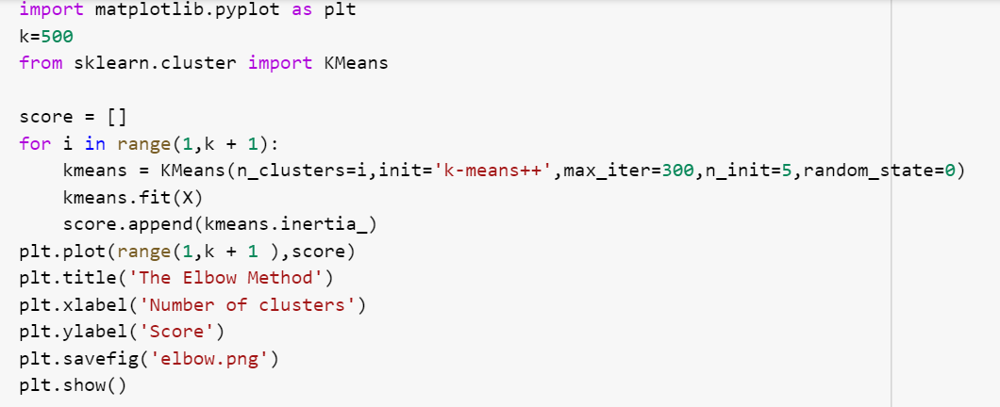 import matplotlib.pyplot as plt
k=500
from sklearn.cluster import KMeans
score = []
for i in range(1,k + 1):
    kmeans = KMeans(n_clusters=i,init='k-means++',max_iter=300,n_init=5,random_state=0)
    kmeans.fit(X)
    score.append(kmeans.inertia_)
plt.plot(range(1,k + 1 ),score)
plt.title('The Elbow Method')
plt.xlabel('Number of clusters')
plt.ylabel('Score')
plt.savefig('elbow.png')
plt.show()